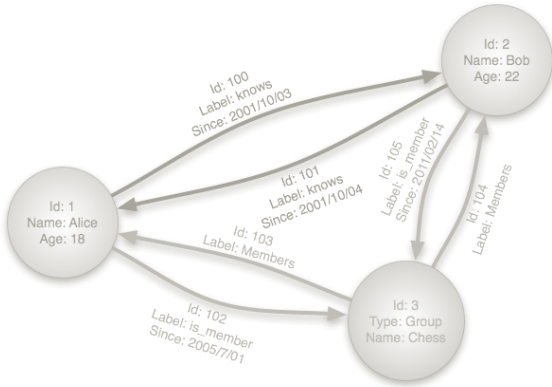 Id: 2
Name: Bob
Age: 22
Id: 100
Label: knows
Since: 2001/10/03
Id: 101
Label: knows
Since: 2001/10/04
Id: 105
Label: is_member
Since: 2011/02/14
Id: 104
Label: Members
Id: 1
Name: Alice
Age: 18
Id: 103
Label: Members
Id: 102
Label: is_member
Since: 2005/7/01
Id: 3
Type: Group
Name: Chess